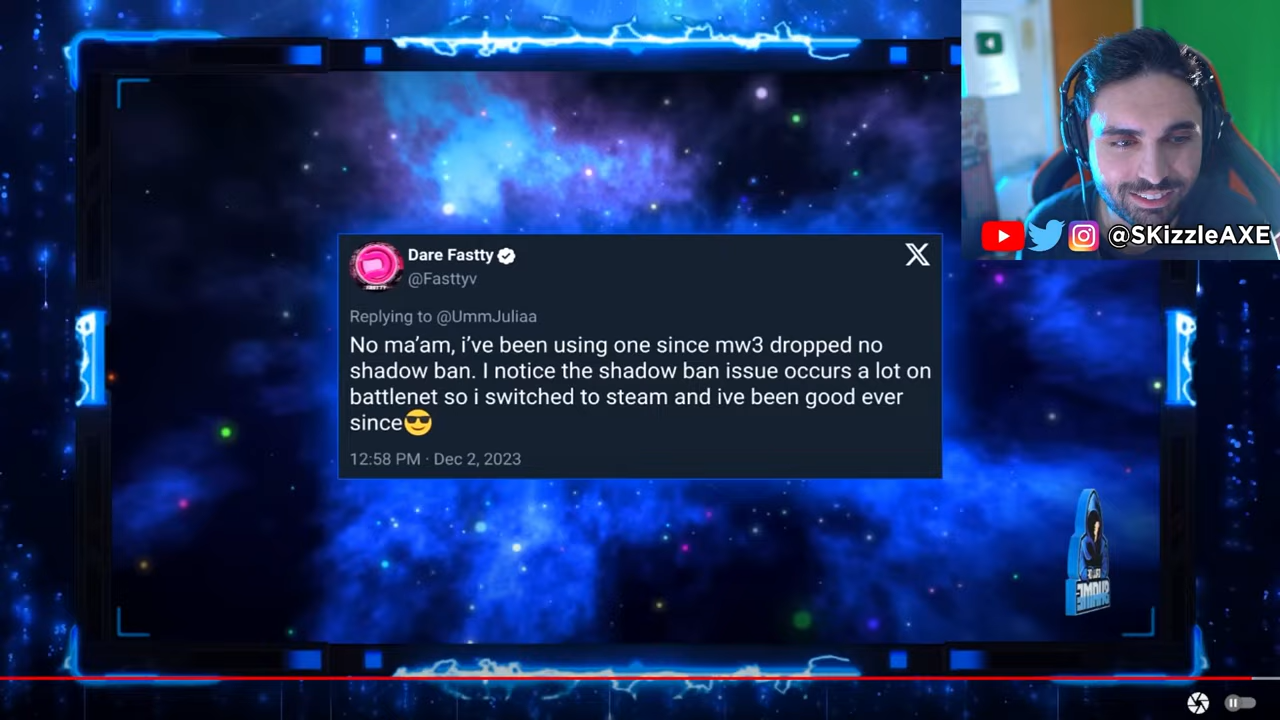 Dare Fastty
@Fasttyv
Replying to @UmmJuliaa
No ma’am, i’ve been using one since mw3 dropped no
shadow ban. I notice the shadow ban issue occurs a lot on
battlenet so i switched to steam and ive been good ever
since😎
12:58 PM · Dec 2, 2023
@SKizzleAXE